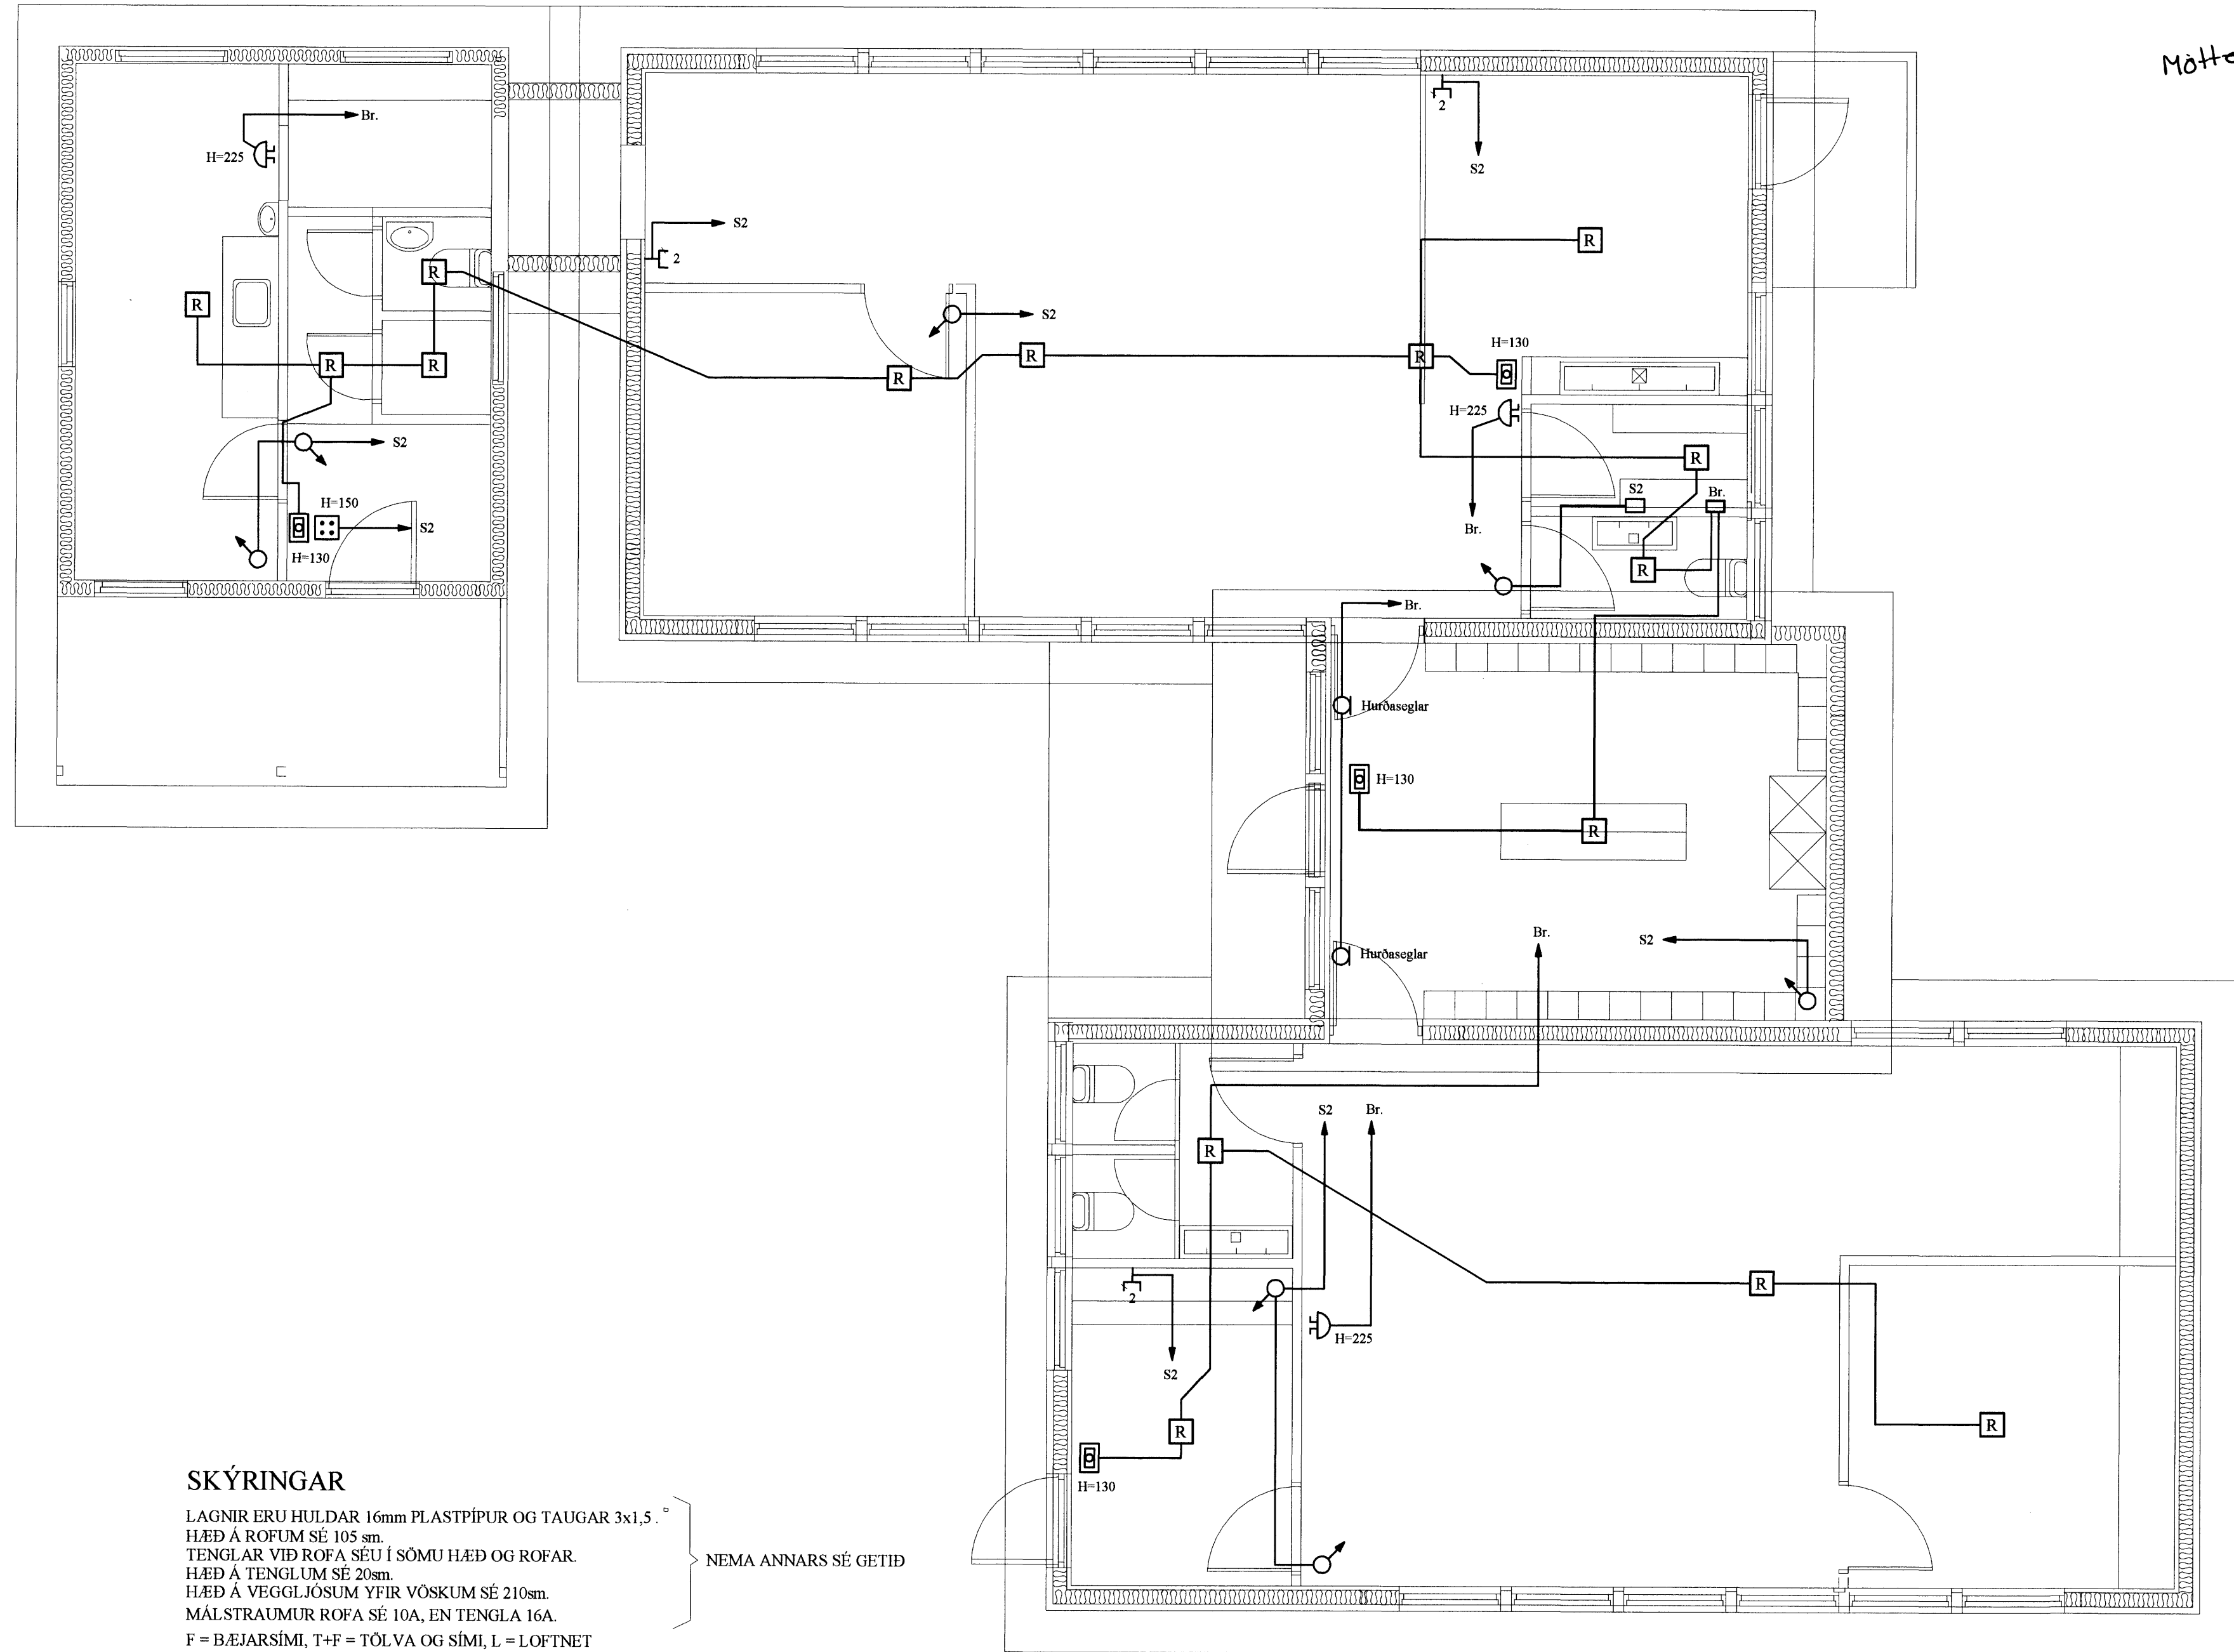 Br.
H=225
2
S2
S2
2
R
R
R
S2
R
R
R
R
R
H=130
R
H=225
S2
R
H=150
S2
H=130
S2
Br.
Br.
R
Br.
Hurðaseglar
H=130
R
Br.
S2
Hurðaseglar
S2
Br.
R
2
R
H=225
S2
R
R
H=130
SKÝRINGAR
LAGNIR ERU HULDAR 16mm PLASTPÍPUR OG TAUGAR 3x1,5 . □
HÆÐ Á ROFUM SÉ 105 sm.
TENGLAR VIÐ ROFA SÉU Í SÖMU HÆÐ OG ROFAR.
NEMA ANNARS SÉ GETIÐ
HÆÐ Á TENGLUM SÉ 20sm.
HÆÐ Á VEGGLJÓSUM YFIR VÖSKUM SÉ 210sm.
MÁLSTRAUMUR ROFA SÉ 10A, EN TENGLA 16A.
F = BÆJARSÍMI, T+F = TÖLVA OG SÍMI, L = LOFTNET